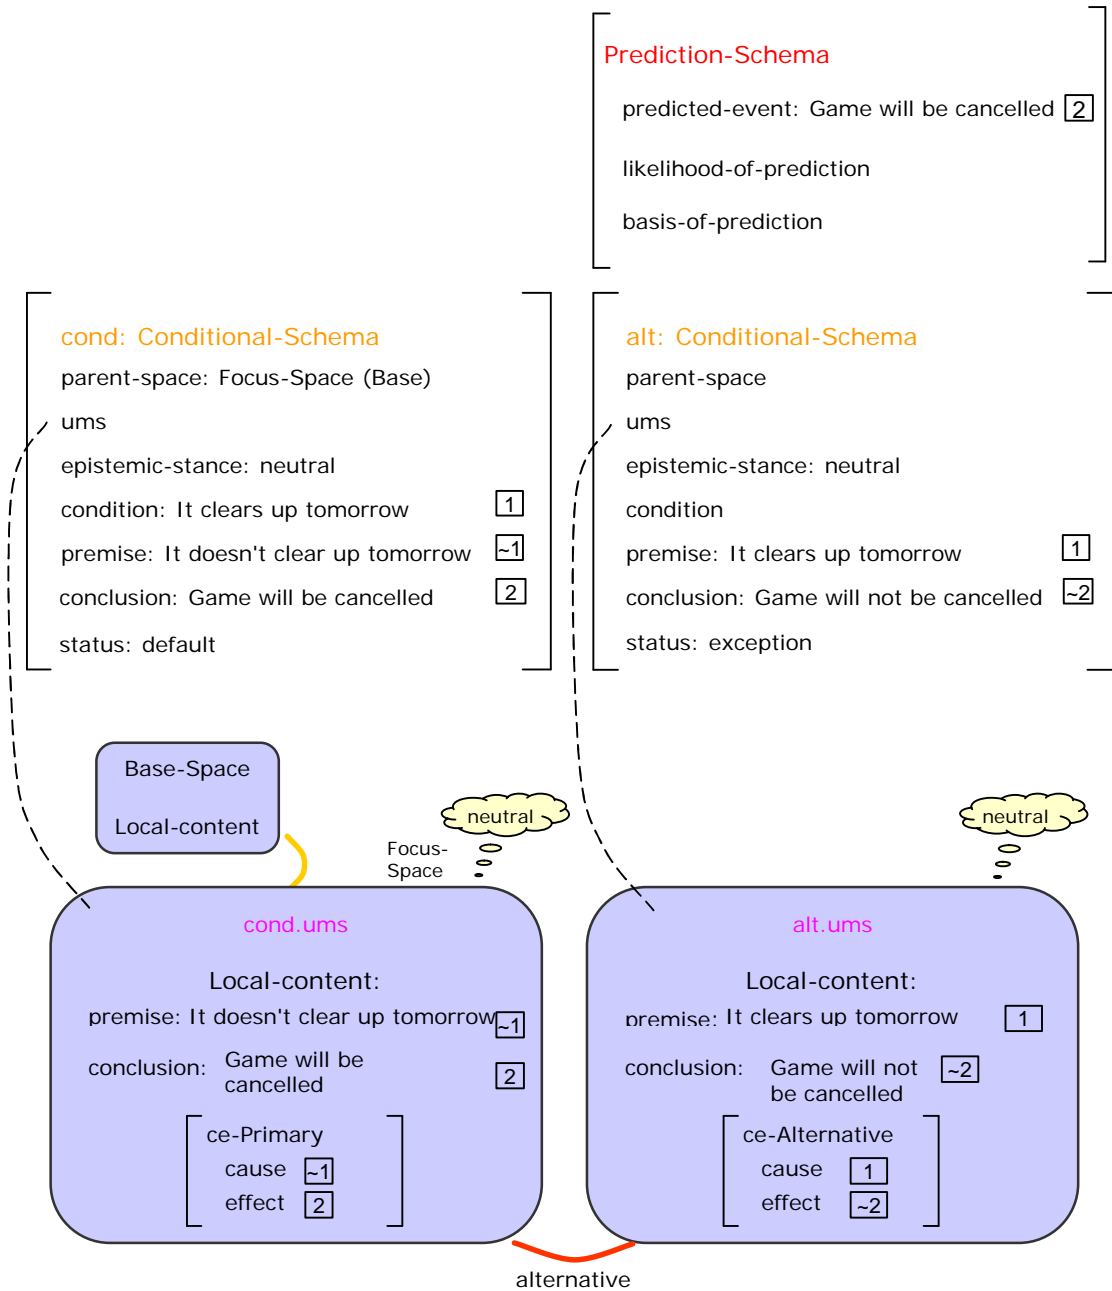 Prediction-Schema
predicted-event: Game will be cancelled 2
likelihood-of-prediction
basis-of-prediction
cond: Conditional-Schema
parent-space: Focus-Space (Base)
ums
epistemic-stance: neutral
condition: It clears up tomorrow 1
premise: It doesn't clear up tomorrow ~1
conclusion: Game will be cancelled 2
status: default
alt: Conditional-Schema
parent-space
ums
epistemic-stance: neutral
condition
premise: It clears up tomorrow 1
conclusion: Game will not be cancelled ~2
status: exception
Base-Space
Local-content
neutral
Focus-
Space
cond.ums
Local-content:
premise: It doesn't clear up tomorrow ~1
conclusion: Game will be
cancelled 2
ce-Primary
cause ~1
effect 2
neutral
alt.ums
Local-content:
premise: It clears up tomorrow 1
conclusion: Game will not ~2
be cancelled
ce-Alternative
cause 1
effect ~2
alternative